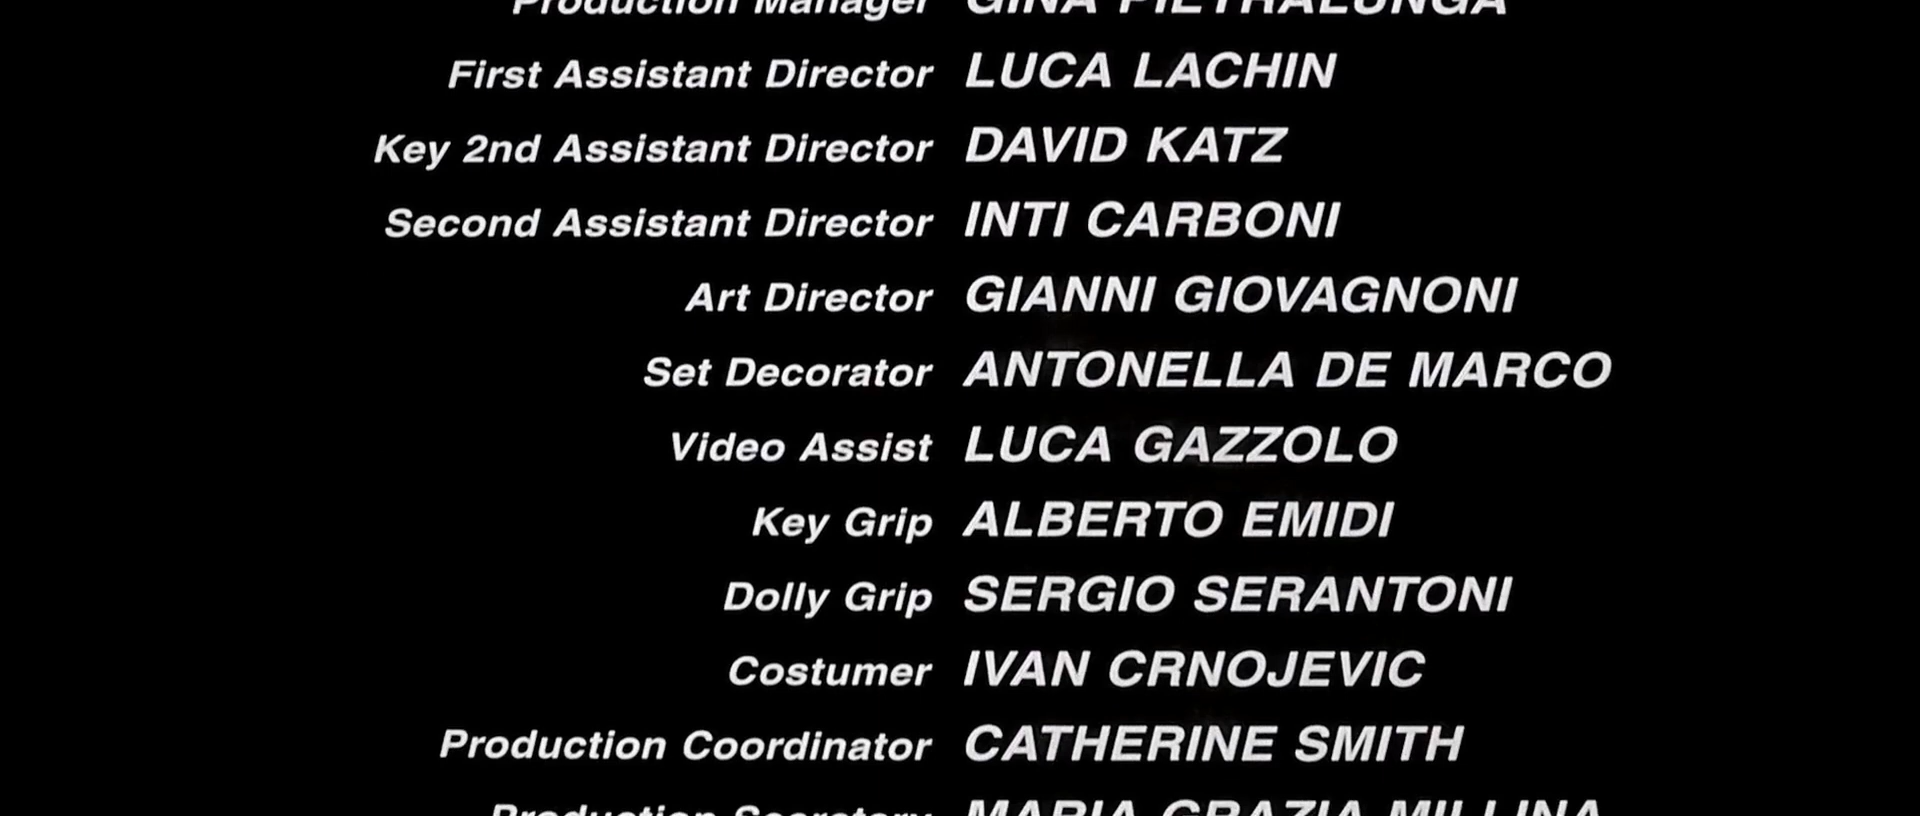 Production Manager GINA PIETRALUNGA
First Assistant Director LUCA LACHIN
Key 2nd Assistant Director DAVID KATZ
Second Assistant Director INTI CARBONI
Art Director GIANNI GIOVAGNONI
Set Decorator ANTONELLA DE MARCO
Video Assist LUCA GAZZOLO
Key Grip ALBERTO EMIDI
Dolly Grip SERGIO SERANTONI
Costumer IVAN CRNOJEVIC
Production Coordinator CATHERINE SMITH
Production Secretary MARIA GRAZIA MILLINA